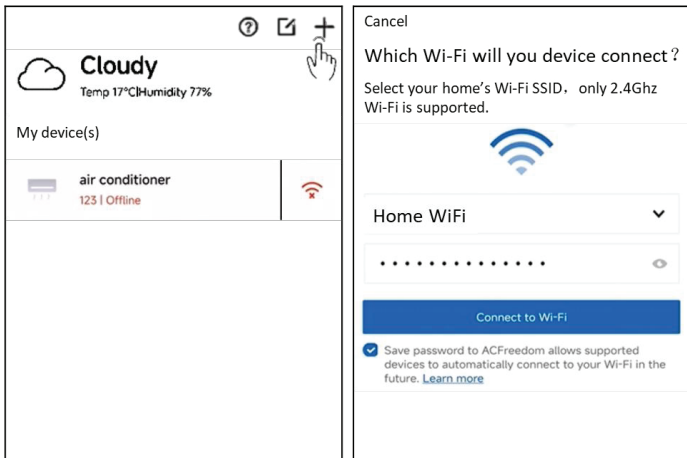 Cloudy
Temp 17°C|Humidity 77%
My device(s)
air conditioner
123 | Offline
Cancel
Which Wi-Fi will you device connect？
Select your home's Wi-Fi SSID，only 2.4Ghz
Wi-Fi is supported.
Home WiFi
Connect to Wi-Fi
Save password to ACFreedom allows supported
devices to automatically connect to your Wi-Fi in the
future. Learn more